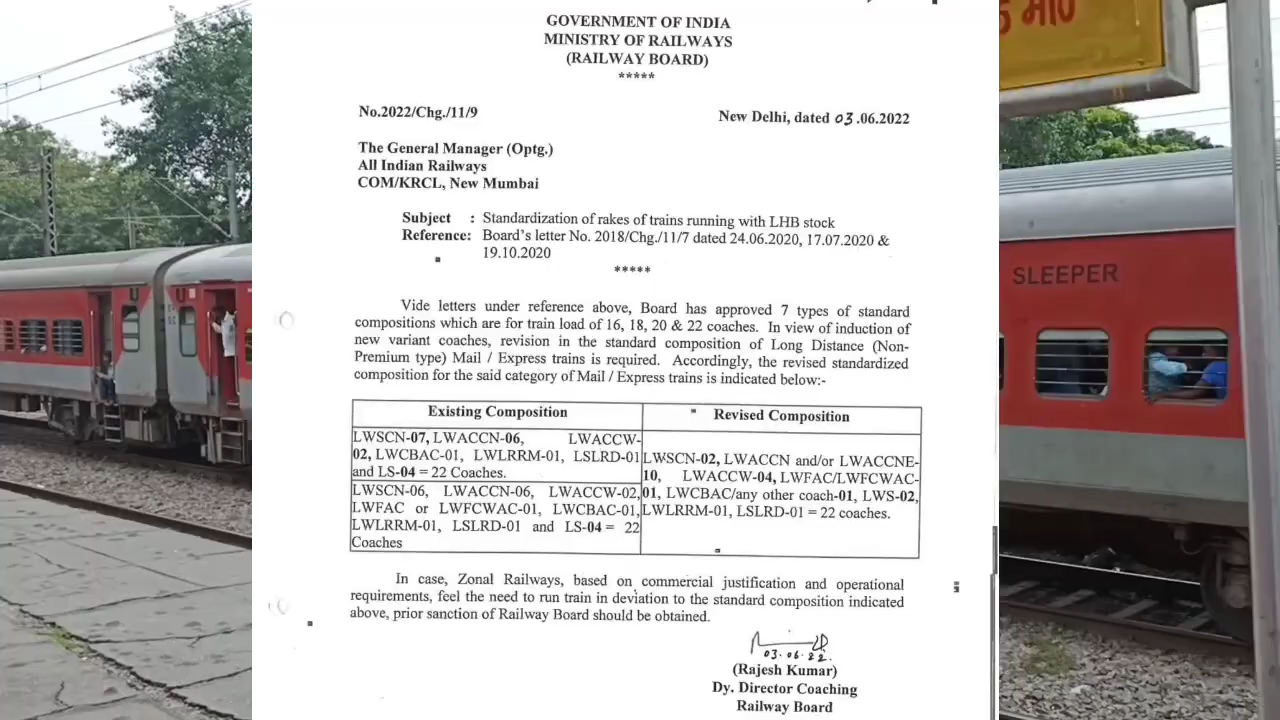 GOVERNMENT OF INDIA
MINISTRY OF RAILWAYS
(RAILWAY BOARD)
*****
No.2022/Chg./11/9
New Delhi, dated 03.06.2022
The General Manager (Optg.)
All Indian Railways
COM/KRCL, New Mumbai
Subject : Standardization of rakes of trains running with LHB stock
Reference: Board's letter No. 2018/Chg./11/7 dated 24.06.2020, 17.07.2020 &
19.10.2020
*****
Vide letters under reference above, Board has approved 7 types of standard
compositions which are for train load of 16, 18, 20 & 22 coaches. In view of induction of
new variant coaches, revision in the standard composition of Long Distance (Non-
Premium type) Mail / Express trains is required. Accordingly, the revised standardized
composition for the said category of Mail / Express trains is indicated below:-
Existing Composition
LWSCN-07, LWACCN-06, LWACCW-
02, LWCBAC-01, LWLRRM-01, LSLRD-01
and LS-04 = 22 Coaches.
LWSCN-06, LWACCN-06, LWACCW-02,
LWFAC or LWFCWAC-01, LWCBAC-01,
LWLRRM-01, LSLRD-01 and LS-04 = 22
Coaches
Revised Composition
LWSCN-02, LWACCN and/or LWACCNE-
10, LWACCW-04, LWFAC/LWFCWAC-
01, LWCBAC/any other coach-01, LWS-02,
LWLRRM-01, LSLRD-01 = 22 coaches.
In case, Zonal Railways, based on commercial justification and operational
requirements, feel the need to run train in deviation to the standard composition indicated
above, prior sanction of Railway Board should be obtained.
03.06.22.
(Rajesh Kumar)
Dy. Director Coaching
Railway Board
SLEEPER